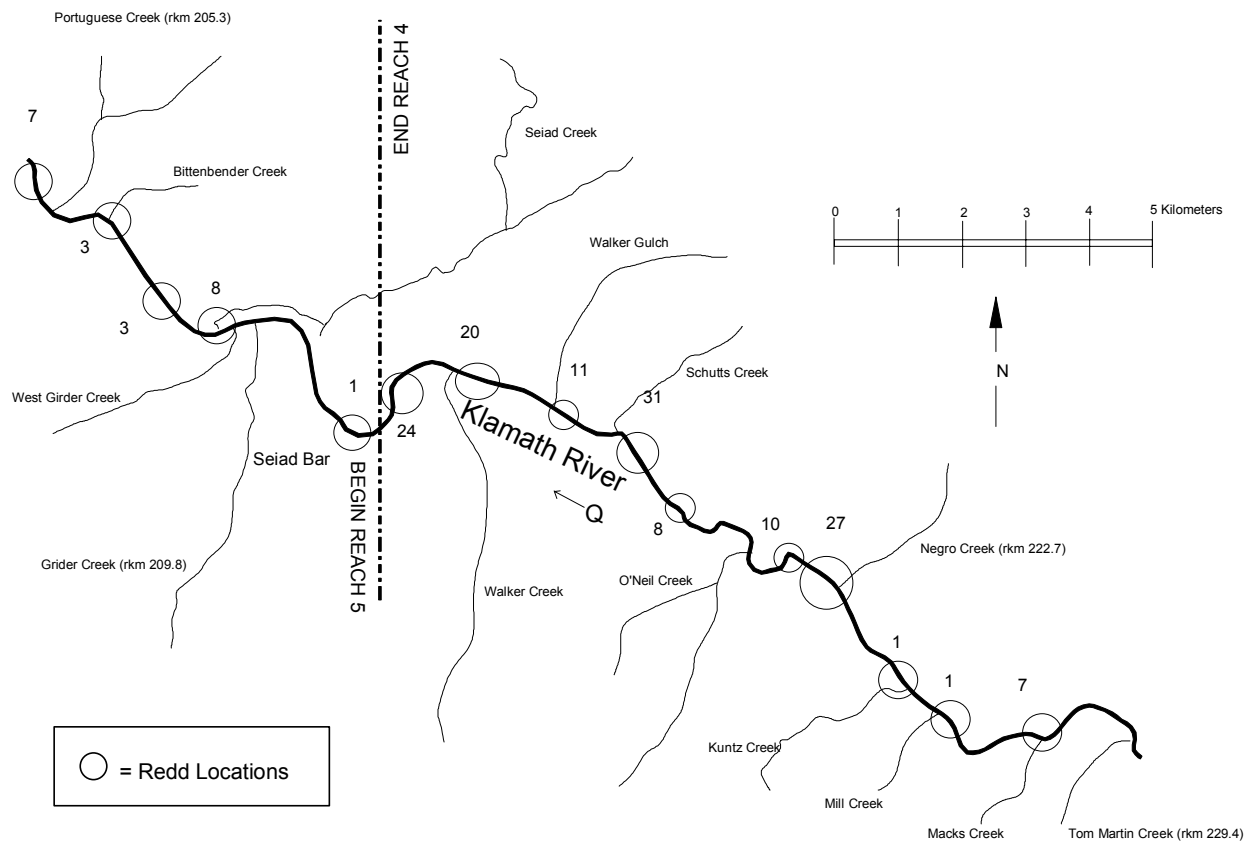 Portuguese Creek (rkm 205.3)
END REACH 4
7
Seiad Creek
Bittenbender Creek
0 1 2 3 4 5 Kilometers
3
Walker Gulch
8
3
20
N
11
Schutts Creek
1
West Girder Creek
31
24
Klamath River
Seiad Bar
BEGIN REACH 5
Q
8
10
27
Negro Creek (rkm 222.7)
Grider Creek (rkm 209.8)
O'Neil Creek
Walker Creek
1
1
7
Kuntz Creek
= Redd Locations
Mill Creek
Macks Creek
Tom Martin Creek (rkm 229.4)